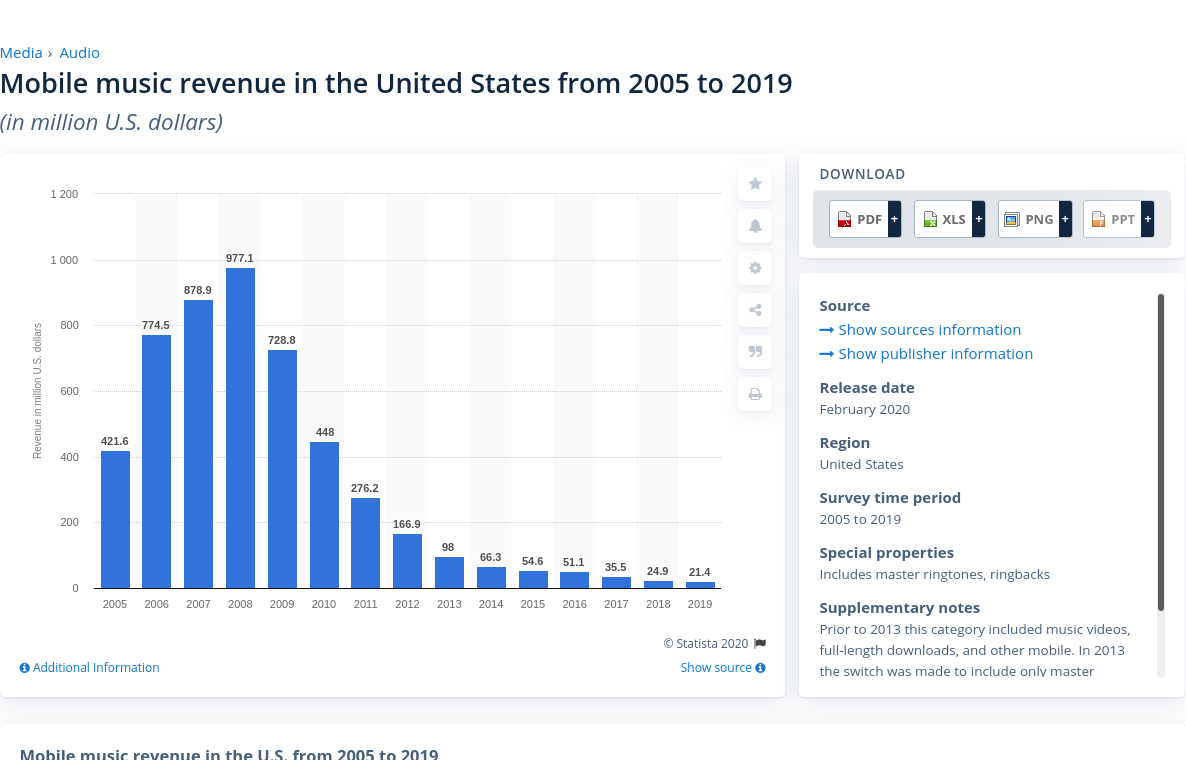 Media › Audio
Mobile music revenue in the United States from 2005 to 2019
(in million U.S. dollars)
Revenue in million U.S. dollars
1 200
1 000
800
600
400
200
0
421.6
774.5
878.9
977.1
728.8
448
276.2
166.9
98
66.3
54.6
51.1
35.5
24.9
21.4
2005 2006 2007 2008 2009 2010 2011 2012 2013 2014 2015 2016 2017 2018 2019
© Statista 2020
Additional Information
Show source
DOWNLOAD
PDF + XLS + PNG + PPT +
Source
Show sources information
Show publisher information
Release date
February 2020
Region
United States
Survey time period
2005 to 2019
Special properties
Includes master ringtones, ringbacks
Supplementary notes
Prior to 2013 this category included music videos,
full-length downloads, and other mobile. In 2013
the switch was made to include only master
Mobile music revenue in the U.S. from 2005 to 2019